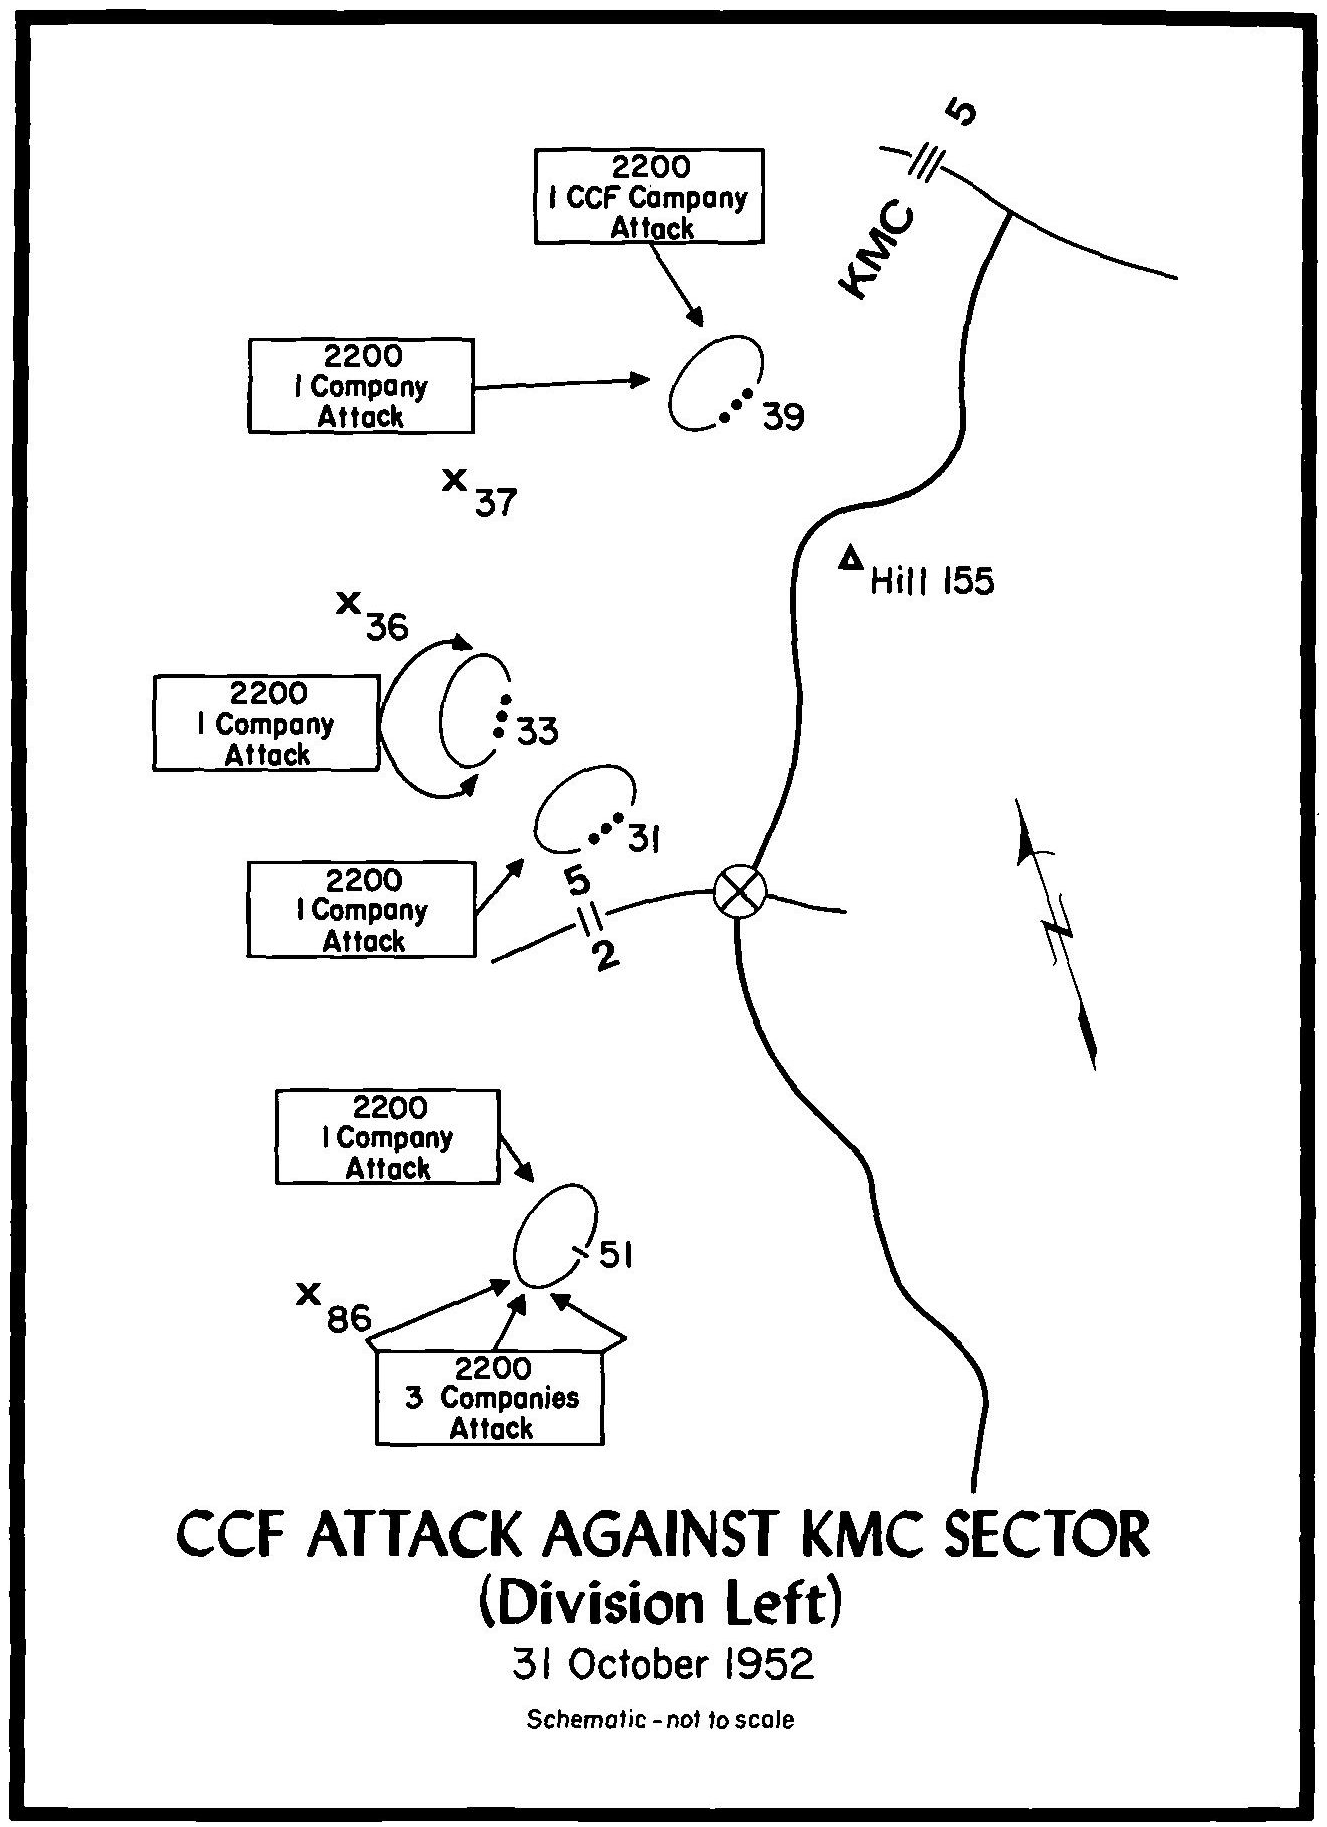 5
KMC
2200
1 CCF Campany
Attack
2200
1 Company
Attack
39
x 37
Hill 155
x 36
2200
1 Company
Attack
33
31
5
2
2200
1 Company
Attack
N
2200
1 Company
Attack
51
x 86
2200
3 Companies
Attack
CCF ATTACK AGAINST KMC SECTOR
(Division Left)
31 October 1952
Schematic - not to scale